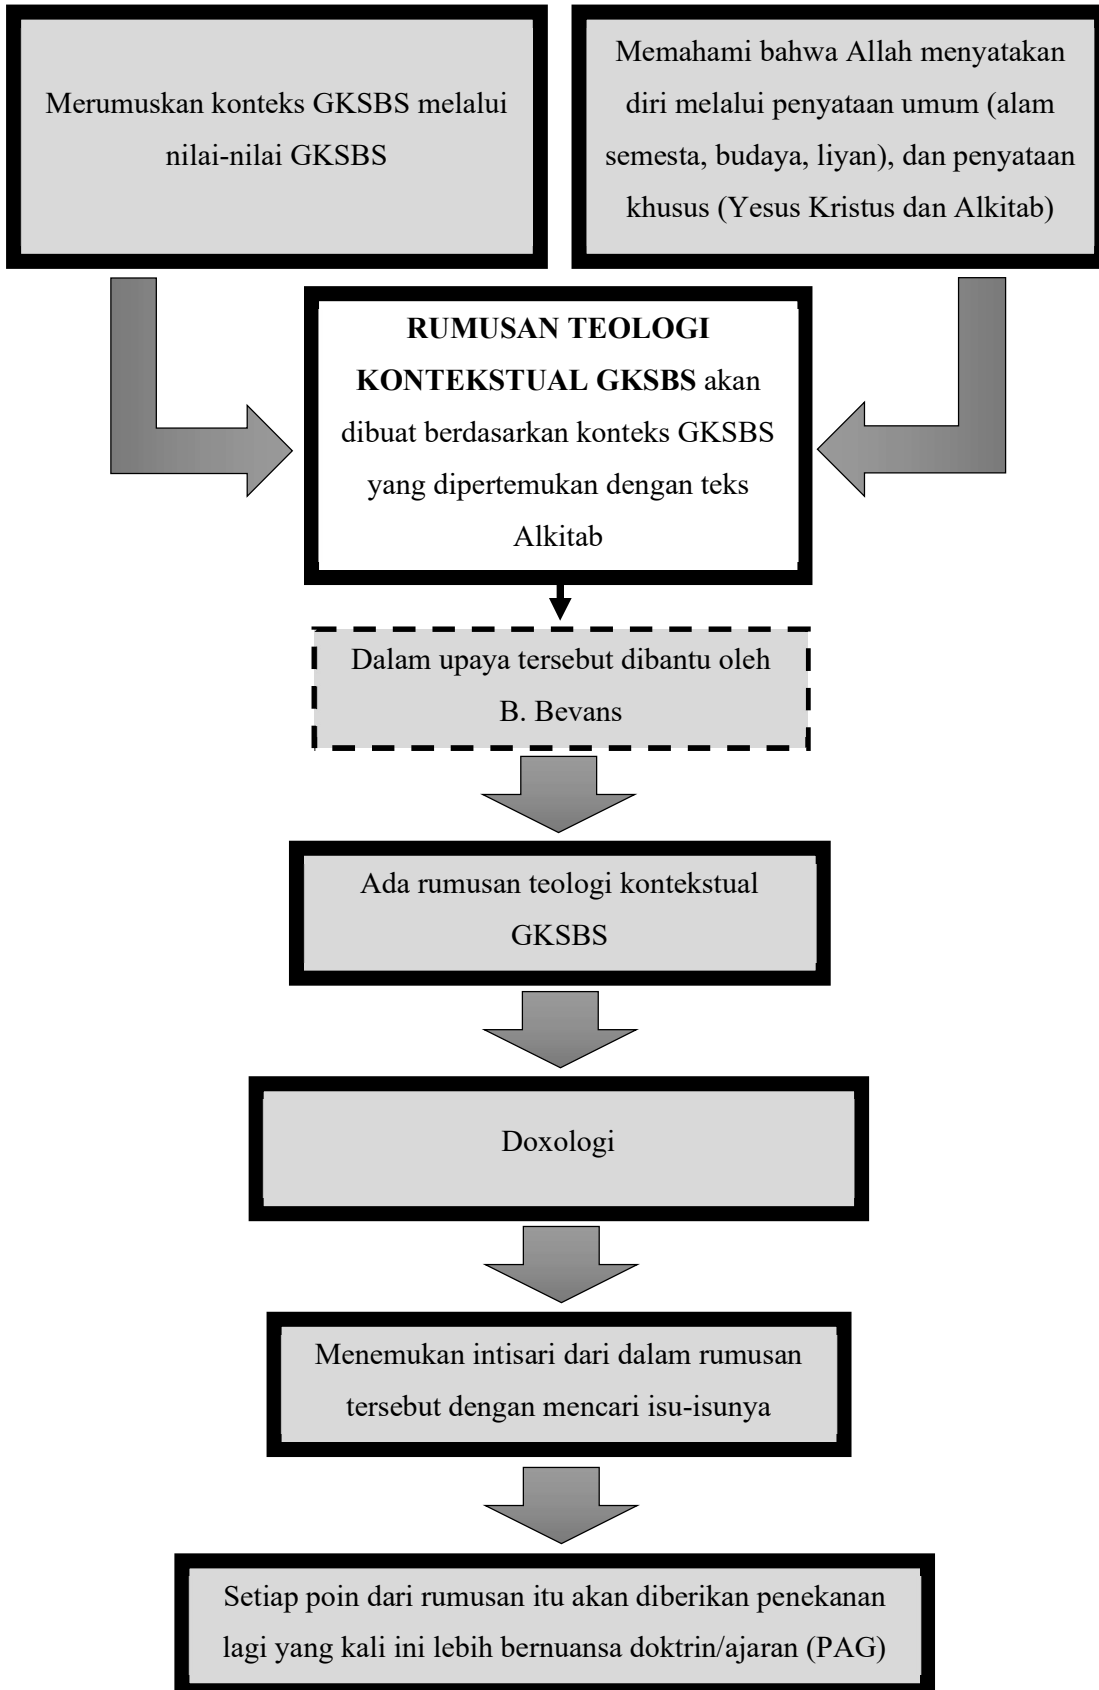 Merumuskan konteks GKSBS melalui
nilai-nilai GKSBS
Memahami bahwa Allah menyatakan
diri melalui penyataan umum (alam
semesta, budaya, liyan), dan penyataan
khusus (Yesus Kristus dan Alkitab)
RUMUSAN TEOLOGI
KONTEKSTUAL GKSBS akan
dibuat berdasarkan konteks GKSBS
yang dipertemukan dengan teks
Alkitab
Dalam upaya tersebut dibantu oleh
B. Bevans
Ada rumusan teologi kontekstual
GKSBS
Doxologi
Menemukan intisari dari dalam rumusan
tersebut dengan mencari isu-isunya
Setiap poin dari rumusan itu akan diberikan penekanan
lagi yang kali ini lebih bernuansa doktrin/ajaran (PAG)